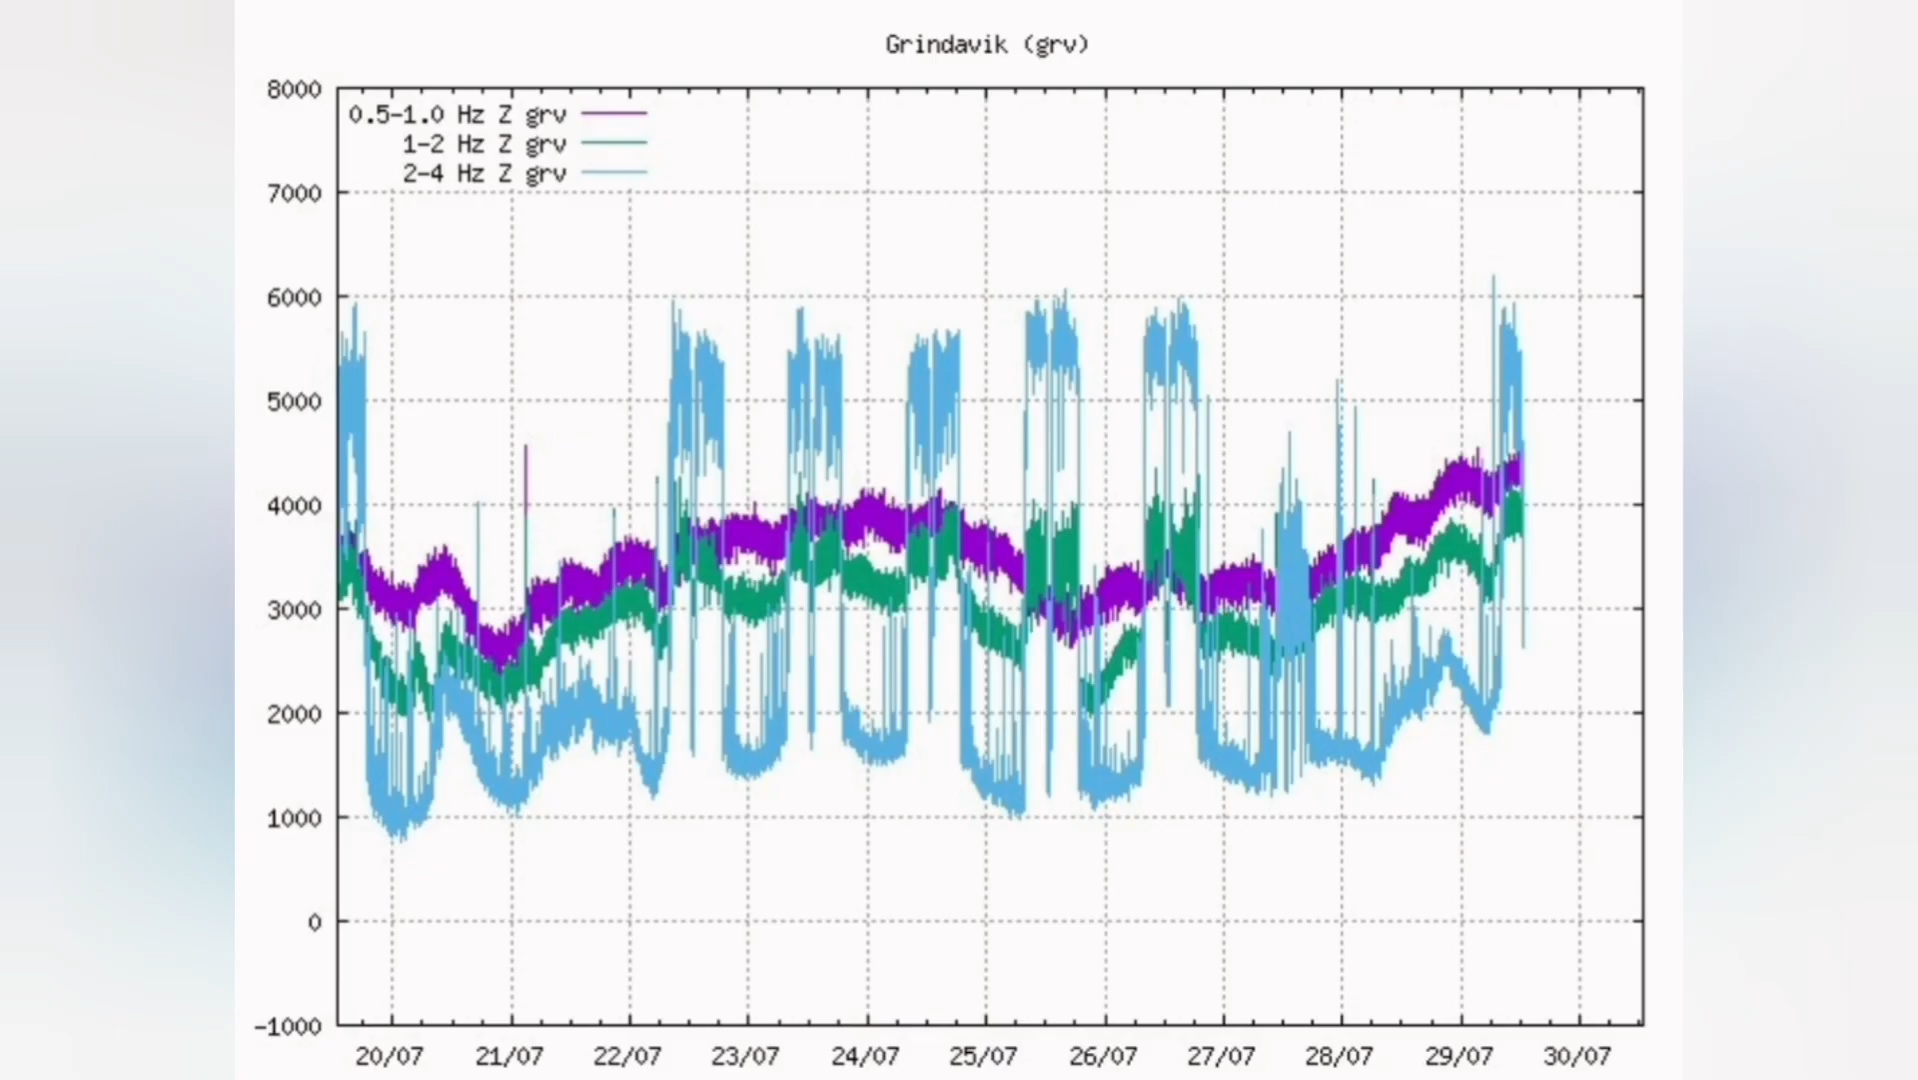 Grindavik (grv)
8000
0.5-1.0 Hz Z grv
1-2 Hz Z grv
2-4 Hz Z grv
7000
6000
5000
4000
3000
2000
1000
0
-1000
20/07 21/07 22/07 23/07 24/07 25/07 26/07 27/07 28/07 29/07 30/07